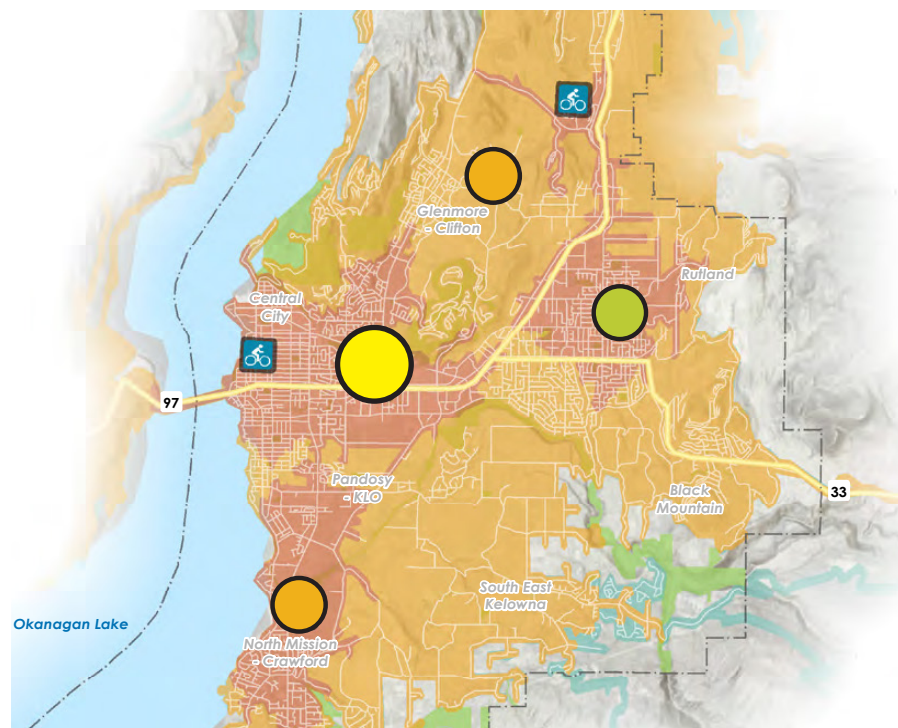 Glenmore
- Clifton
Rutland
Central
City
97
Pandosy
- KLO
Black
Mountain
33
South East
Kelowna
Okanagan Lake
North Mission
- Crawford